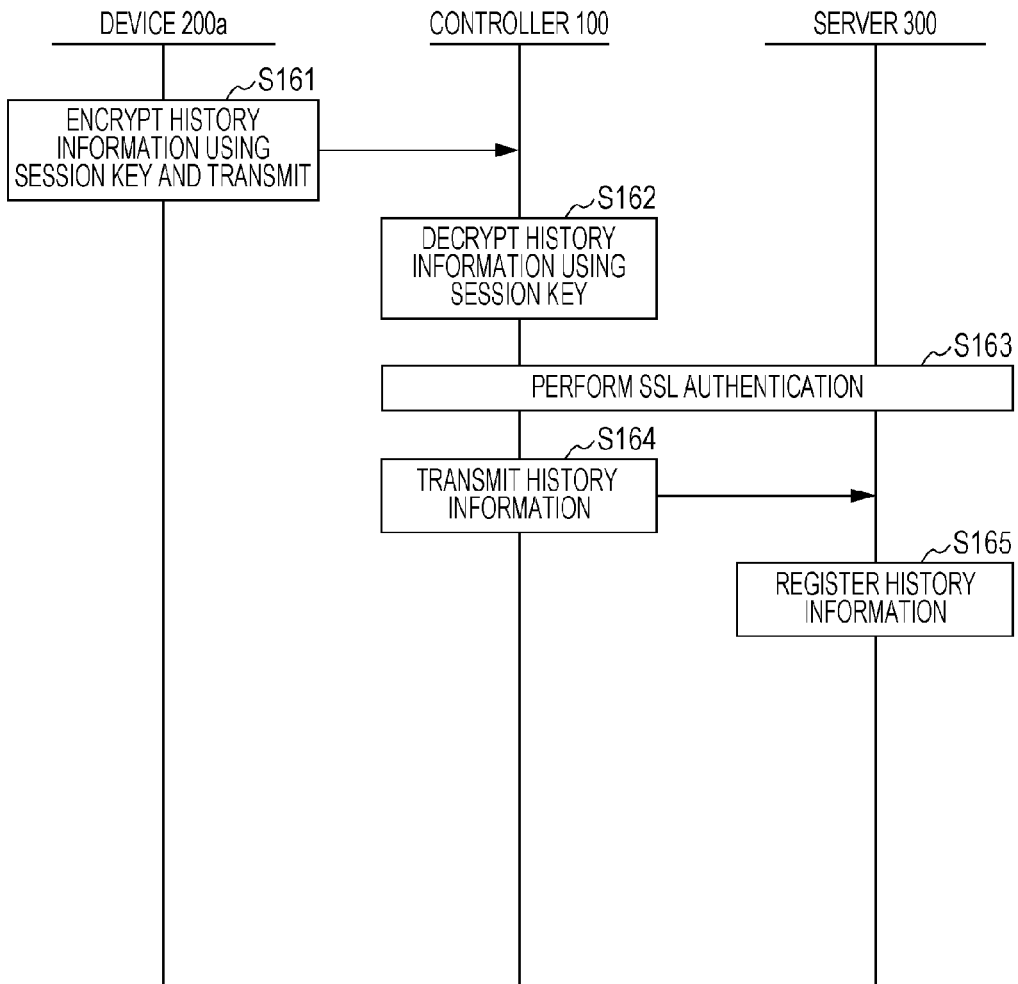 DEVICE 200a
CONTROLLER 100
SERVER 300
S161
ENCRYPT HISTORY
INFORMATION USING
SESSION KEY AND TRANSMIT
S162
DECRYPT HISTORY
INFORMATION USING
SESSION KEY
S163
PERFORM SSL AUTHENTICATION
S164
TRANSMIT HISTORY
INFORMATION
S165
REGISTER HISTORY
INFORMATION